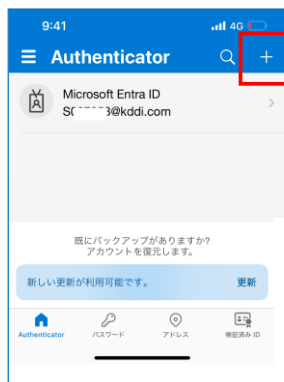 9:41
4G
Authenticator
Microsoft Entra ID
3@kddi.com
既にバックアップがありますか?
アカウントを復元します。
新しい更新が利用可能です。 更新
Authenticator パスワード アドレス 検証済み ID